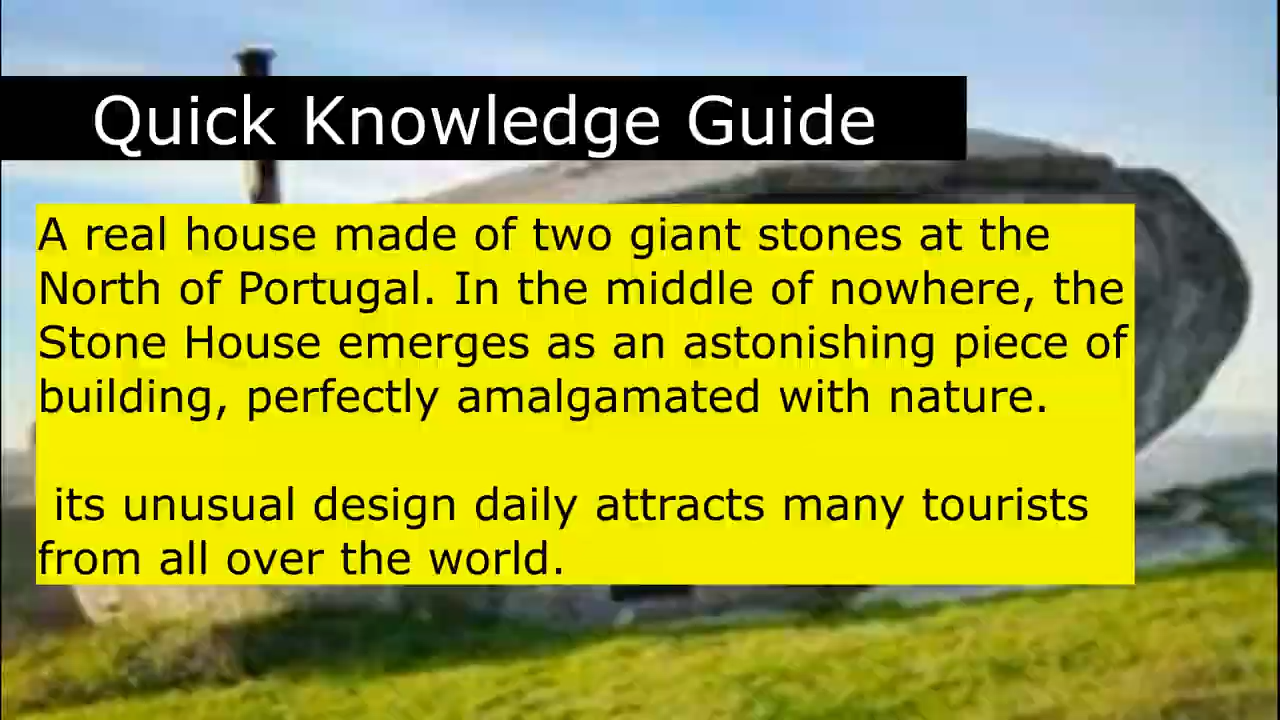 Quick Knowledge Guide
A real house made of two giant stones at the
North of Portugal. In the middle of nowhere, the
Stone House emerges as an astonishing piece of
building, perfectly amalgamated with nature.
its unusual design daily attracts many tourists
from all over the world.